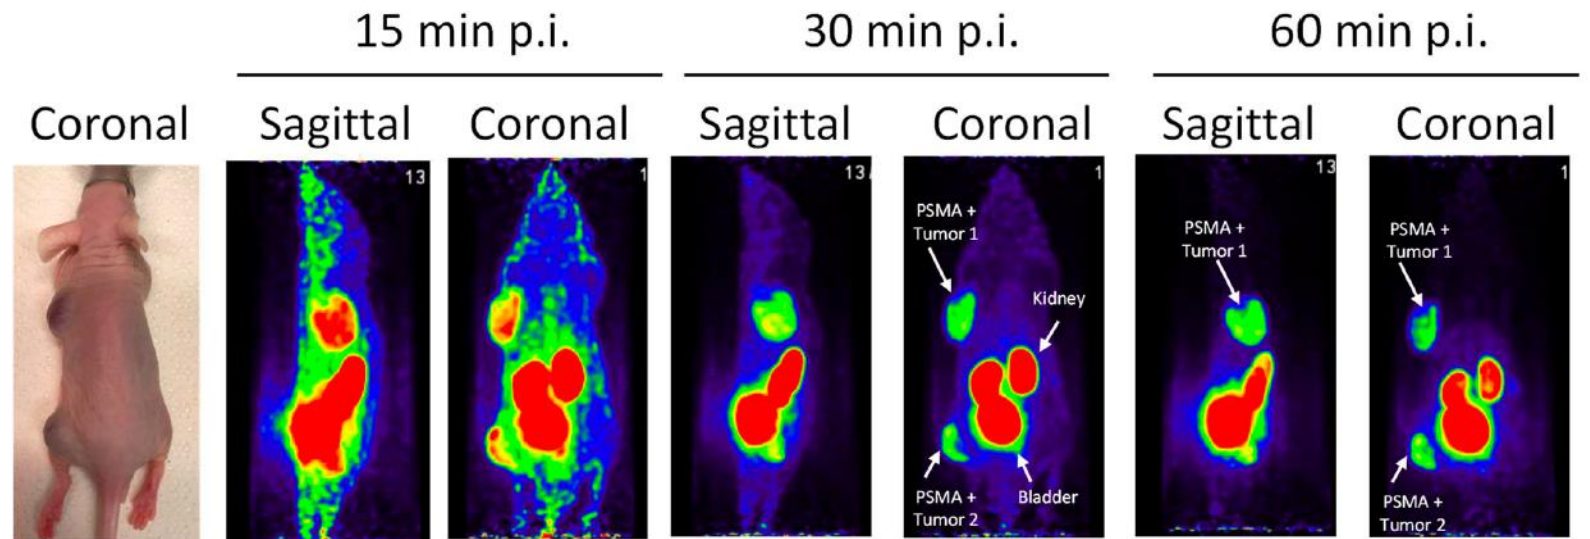 15 min p.i.
30 min p.i.
60 min p.i.
Coronal
Sagittal
Coronal
Sagittal
Coronal
Sagittal
Coronal
13
1
13
1
13
1
PSMA +
Tumor 1
Kidney
PSMA +
Tumor 2
Bladder
PSMA +
Tumor 1
PSMA +
Tumor 1
PSMA +
Tumor 2